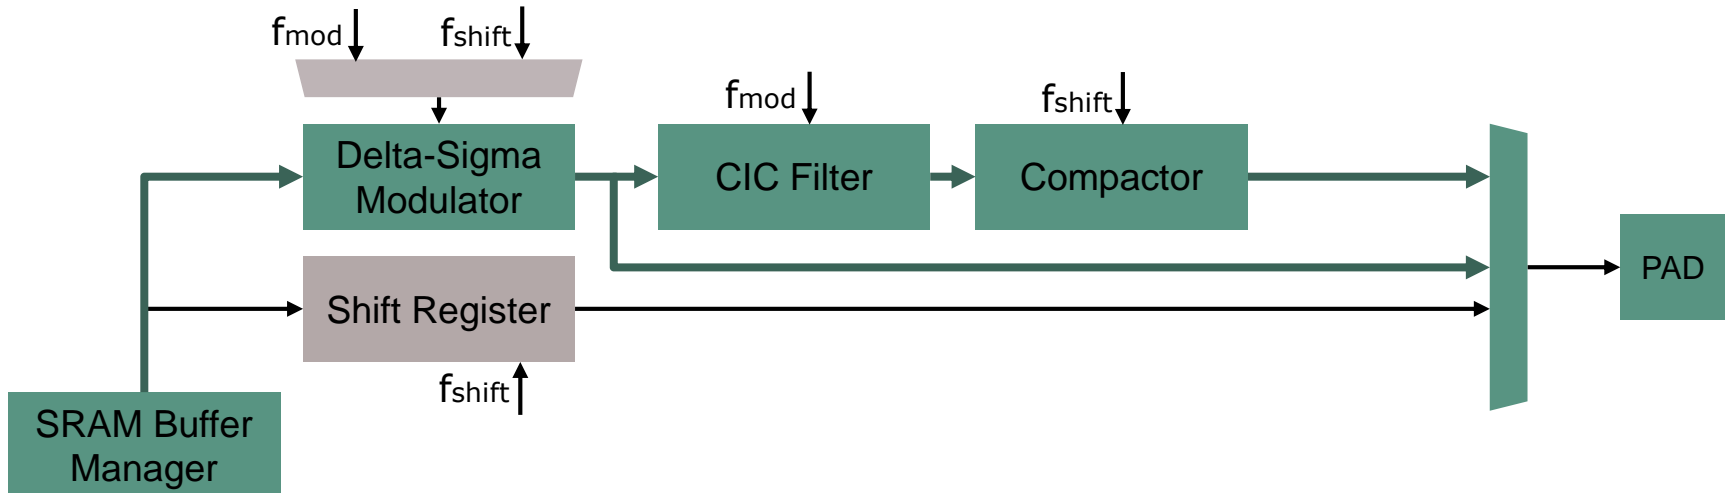 fmod
fshift
fmod
fshift
Delta-Sigma
Modulator
CIC Filter
Compactor
Shift Register
PAD
fshift
SRAM Buffer
Manager